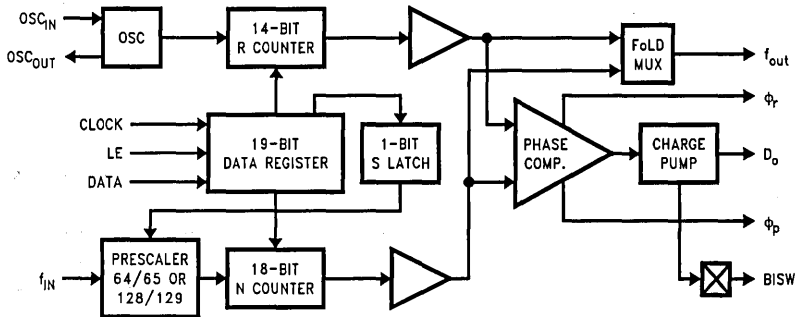 OSC_IN
OSC_OUT
OSC
14-BIT
R COUNTER
FoLD
MUX
f_out
ϕ_r
CLOCK
LE
DATA
19-BIT
DATA REGISTER
1-BIT
S LATCH
PHASE
COMP.
CHARGE
PUMP
D_o
ϕ_p
f_IN
PRESCALER
64/65 OR
128/129
18-BIT
N COUNTER
BISW